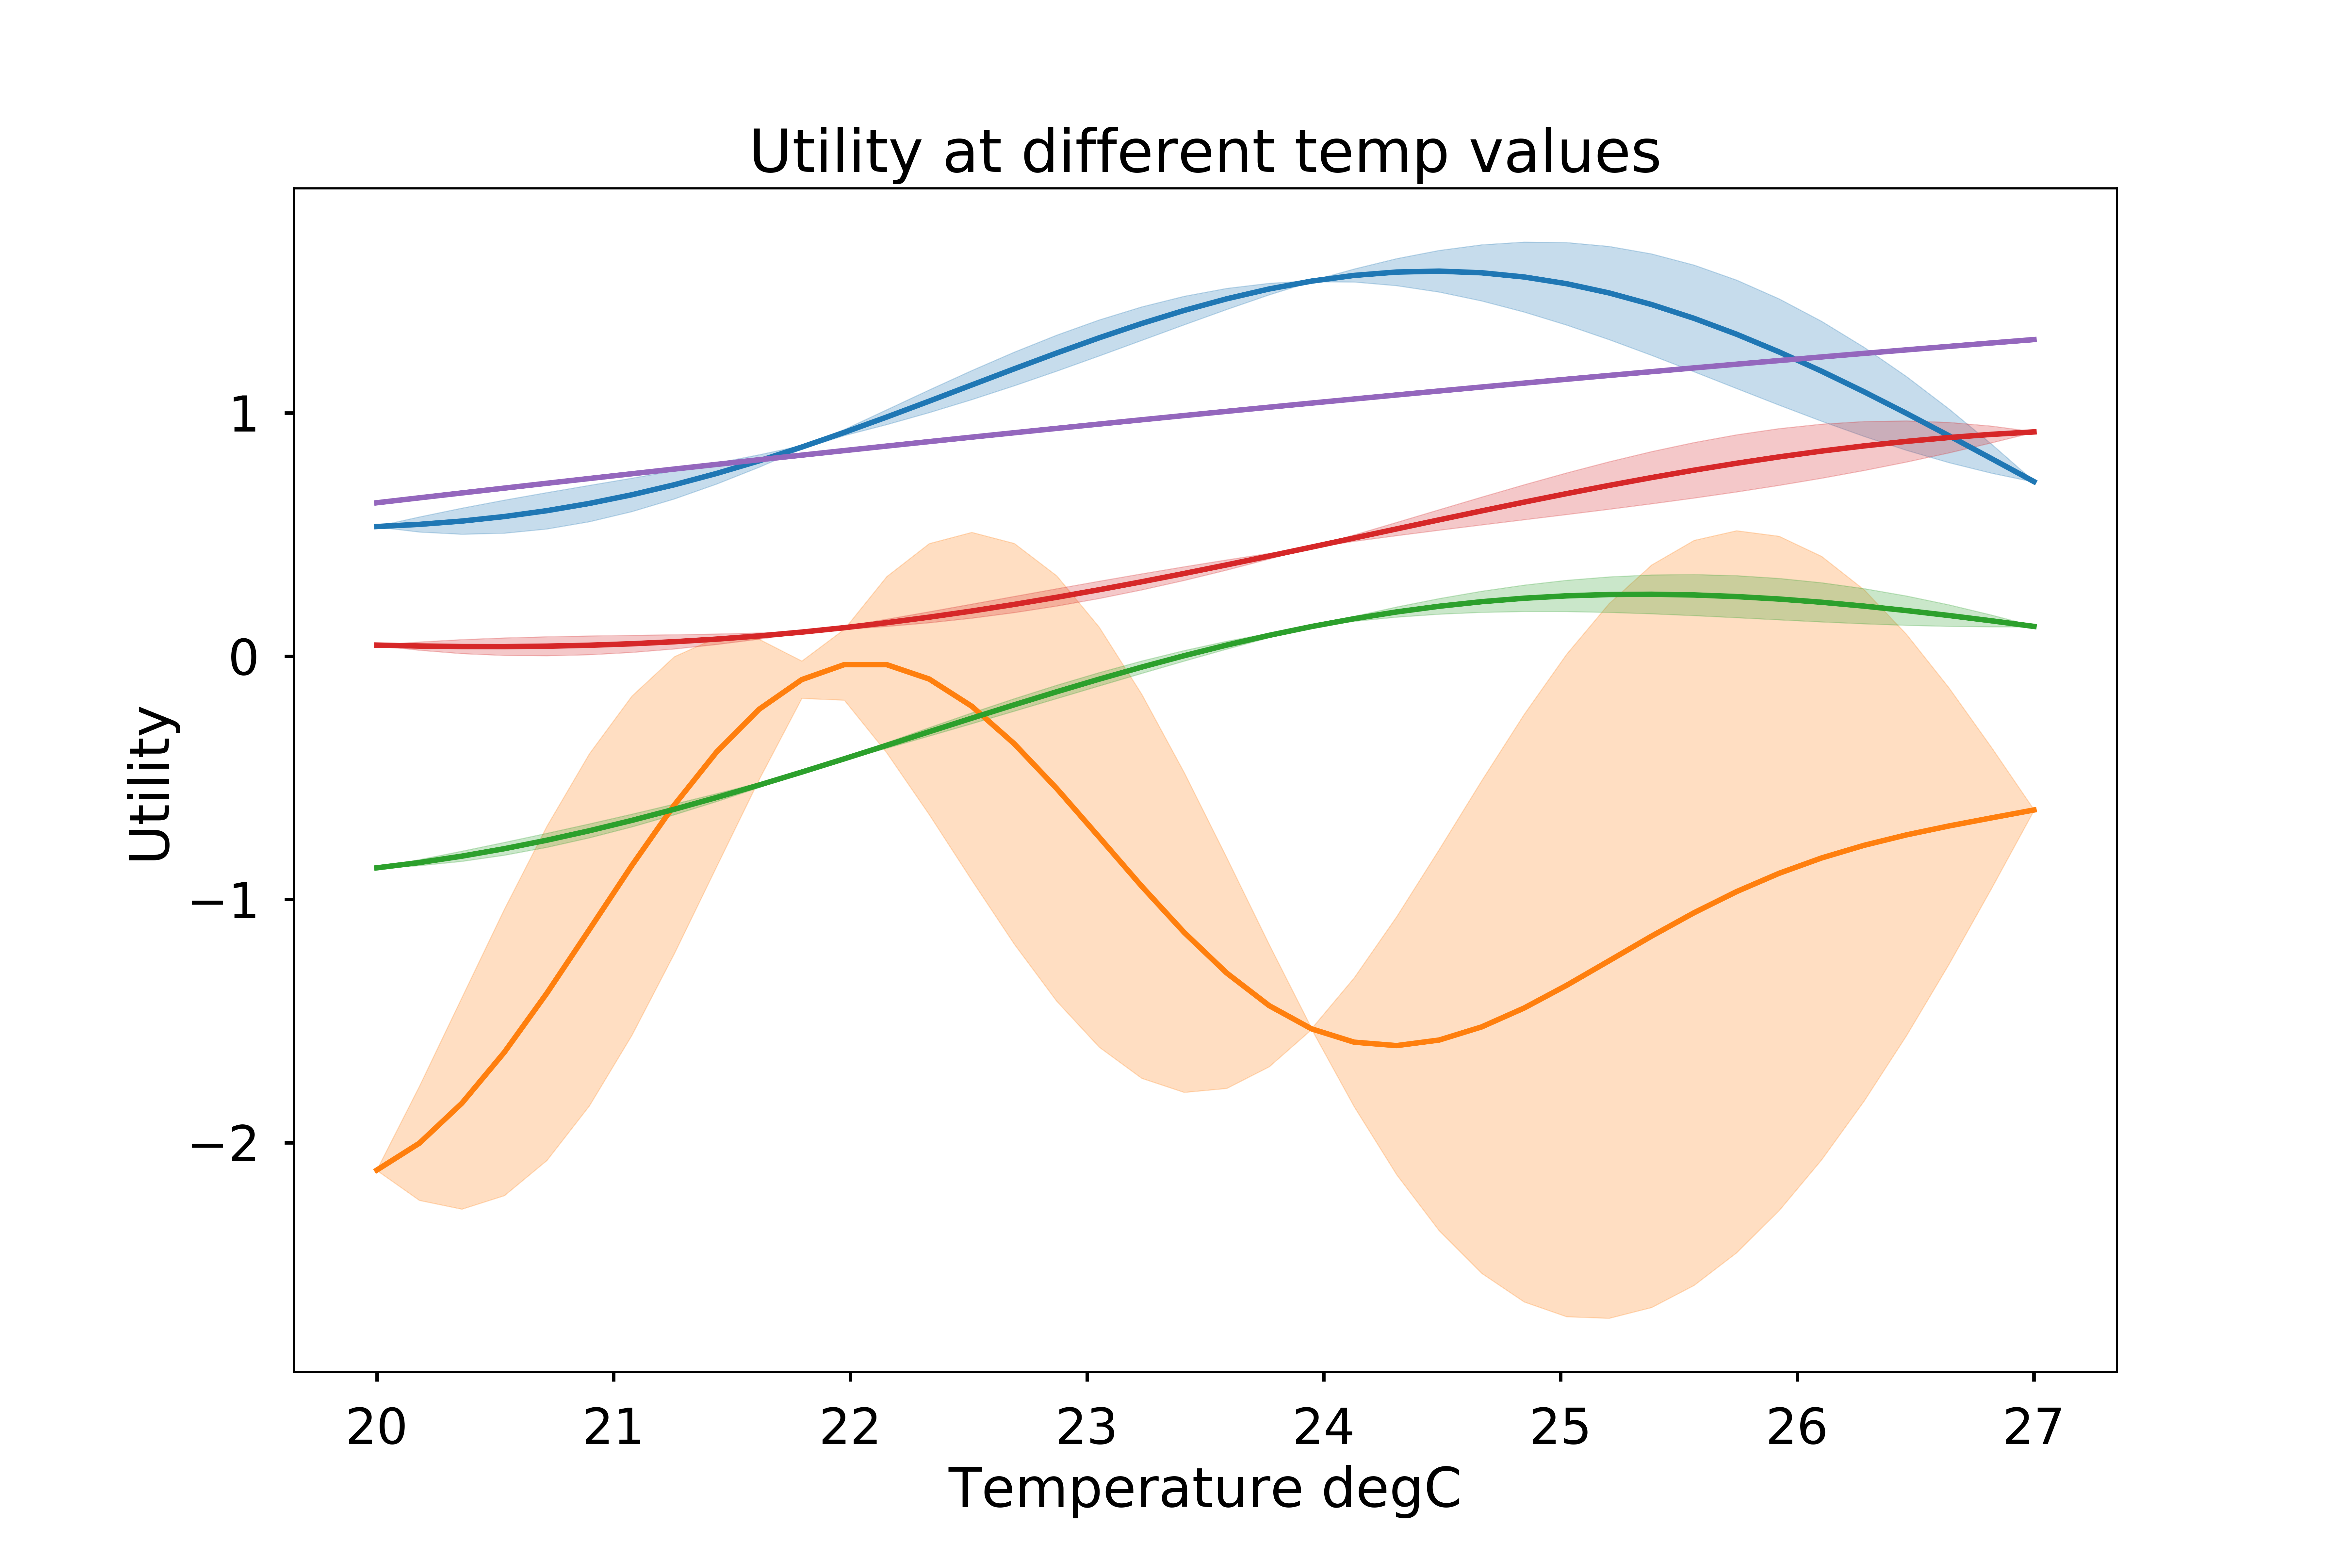 Utility at different temp values
Utility
1
0
−1
−2
20 21 22 23 24 25 26 27
Temperature degC